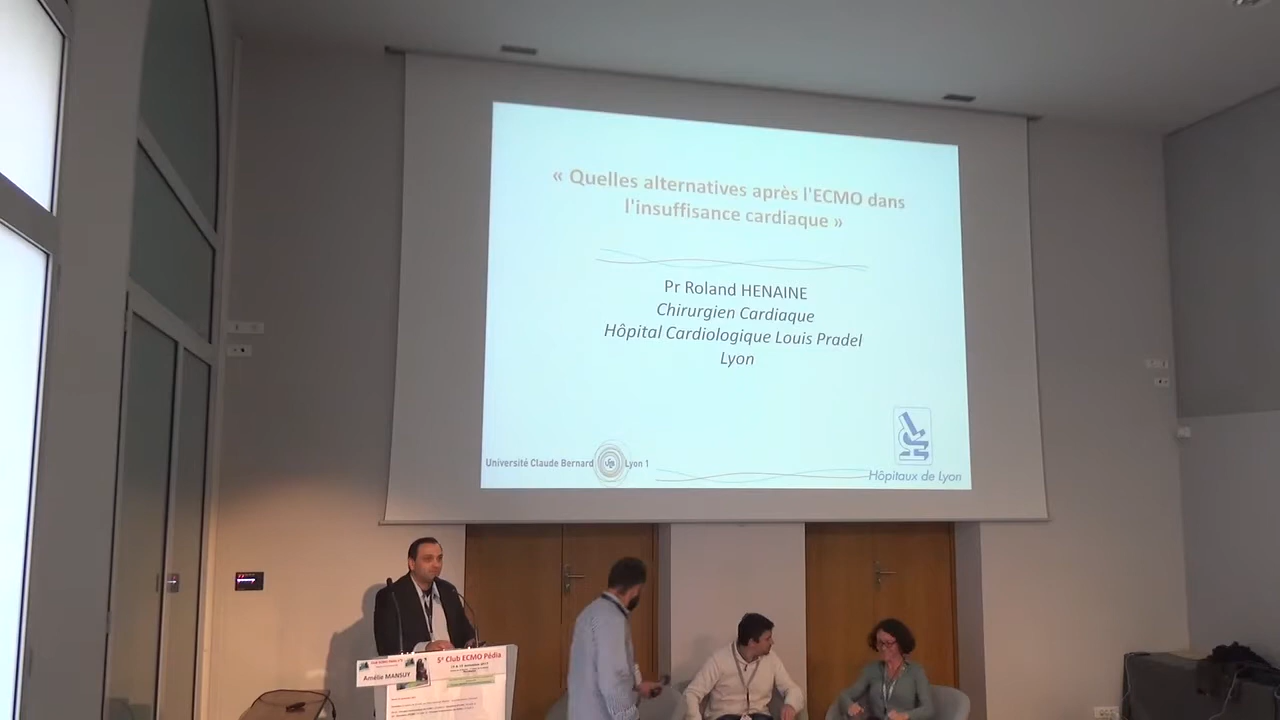 « Quelles alternatives après l'ECMO dans
l'insuffisance cardiaque »
Pr Roland HENAINE
Chirurgien Cardiaque
Hôpital Cardiologique Louis Pradel
Lyon
Université Claude Bernard Lyon 1
Hôpitaux de Lyon
5e Club ECMO Pédia
Amélie MANSUY